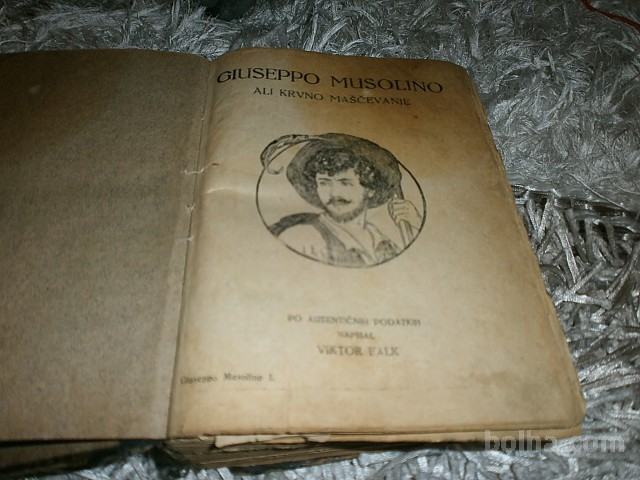 GIUSEPPO MUSOLINO
ALI KRVNO MAŠČEVANJE
PO AUTENTIČNIH PODATKIH
NAPISAL
VIKTOR FALK
Giuseppo Musolino I.
bolha.com